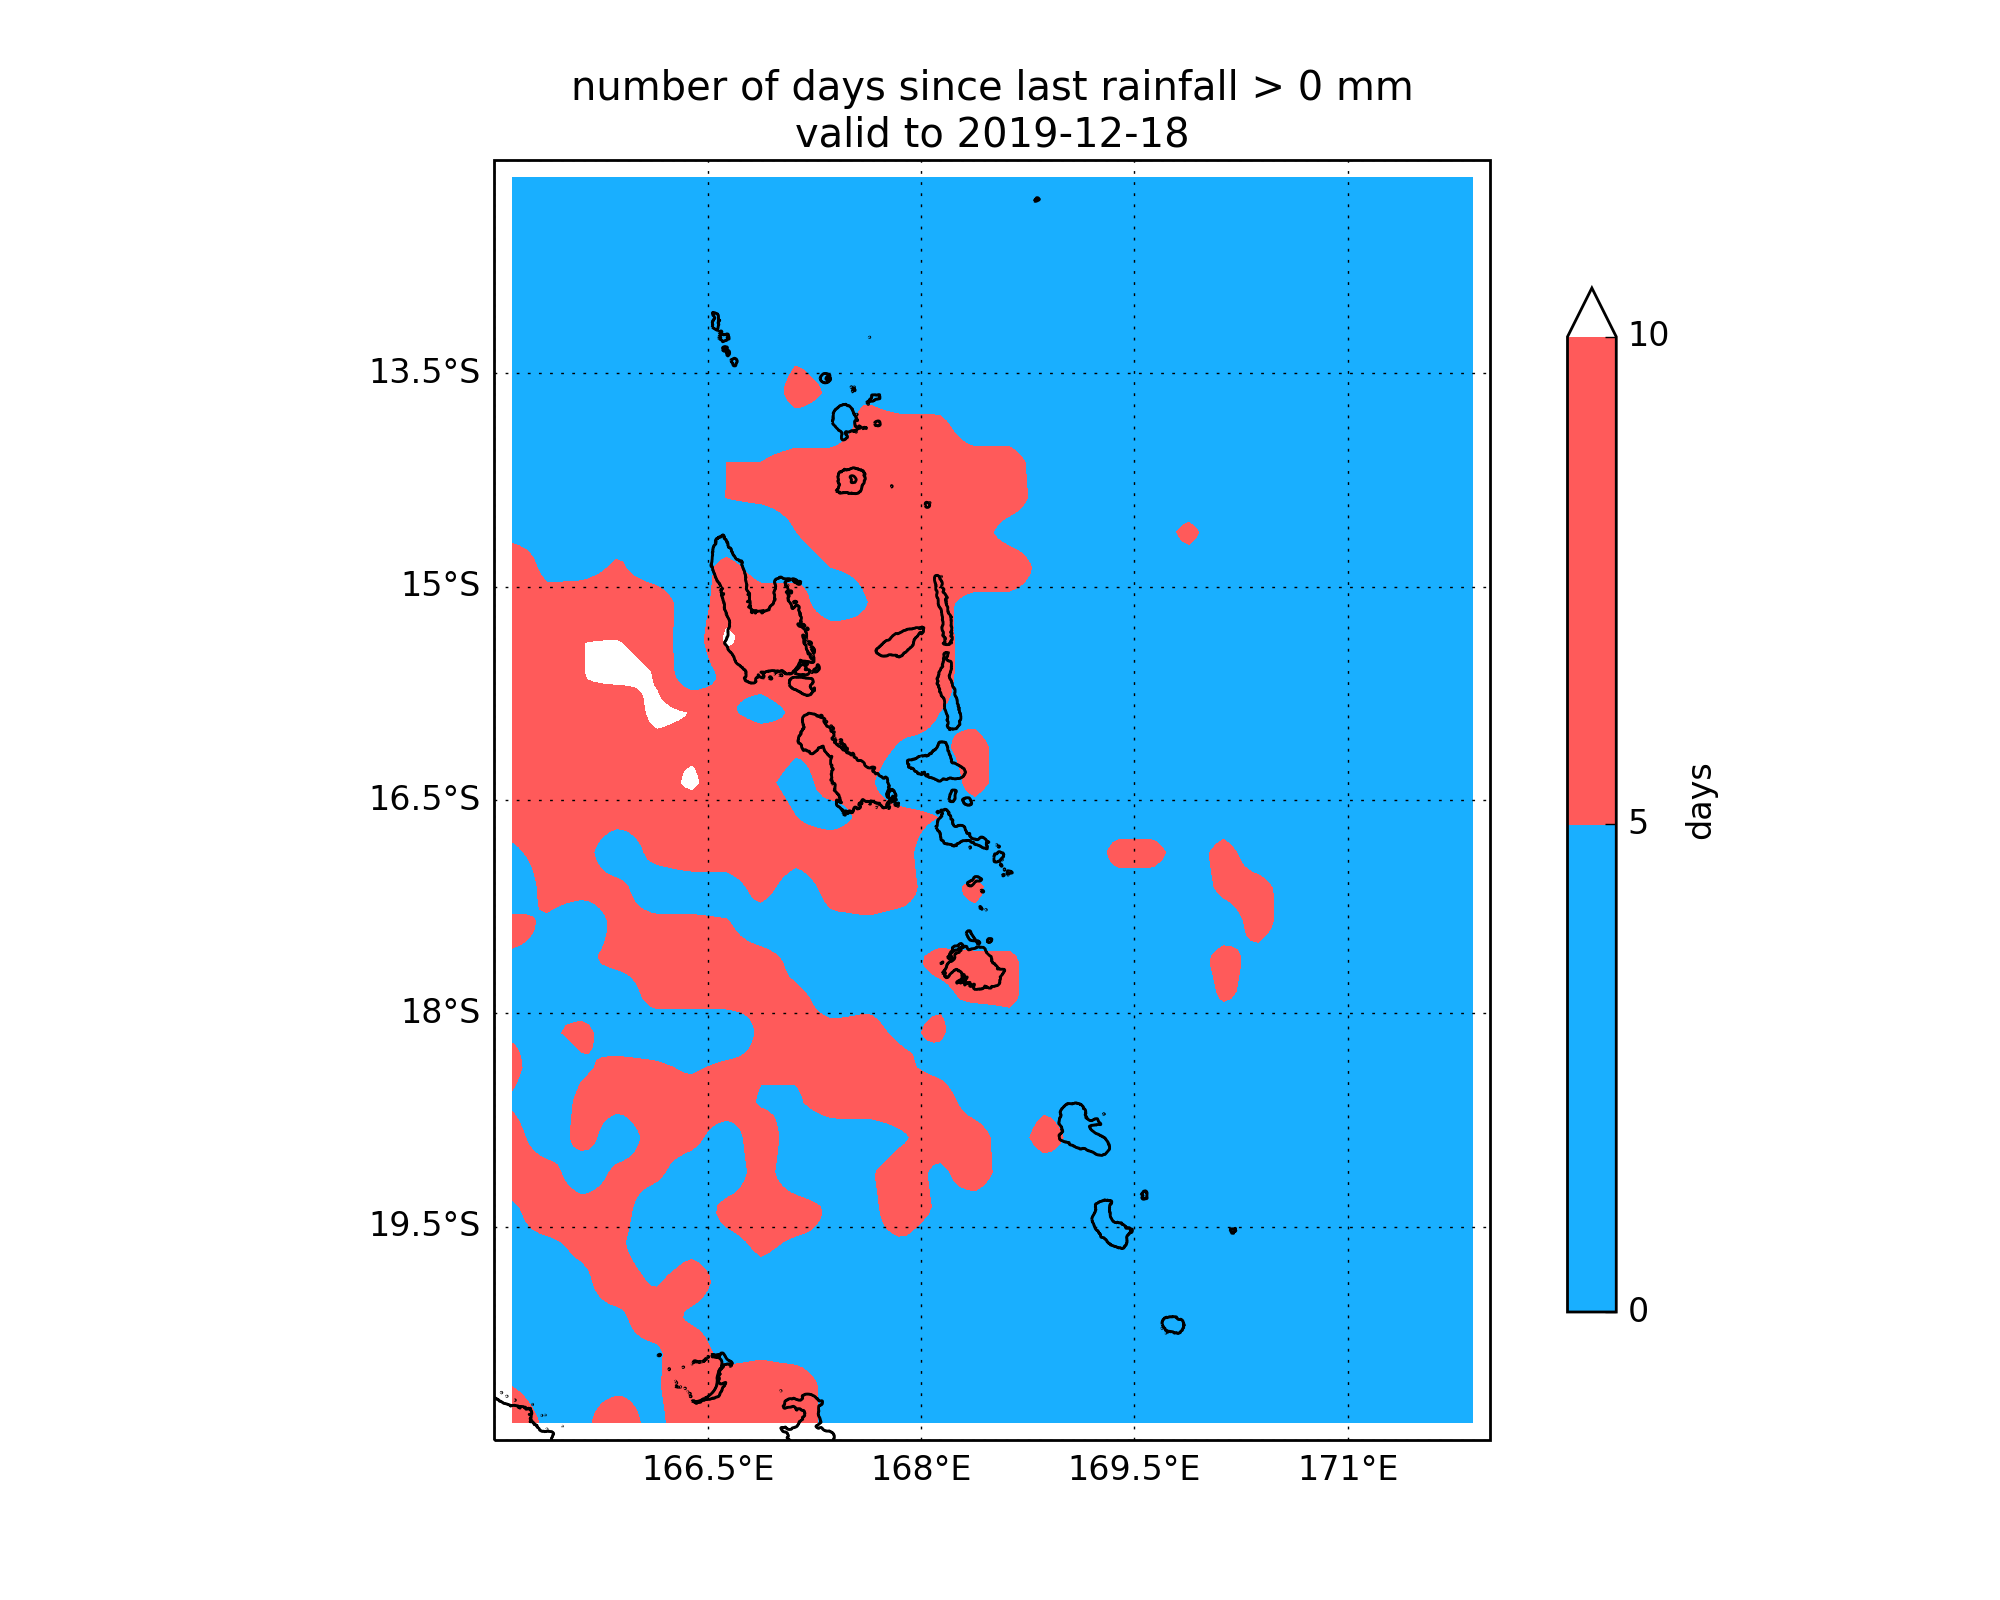 number of days since last rainfall > 0 mm
valid to 2019-12-18
13.5°S
15°S
16.5°S
18°S
19.5°S
166.5°E
168°E
169.5°E
171°E
10
5
0
days